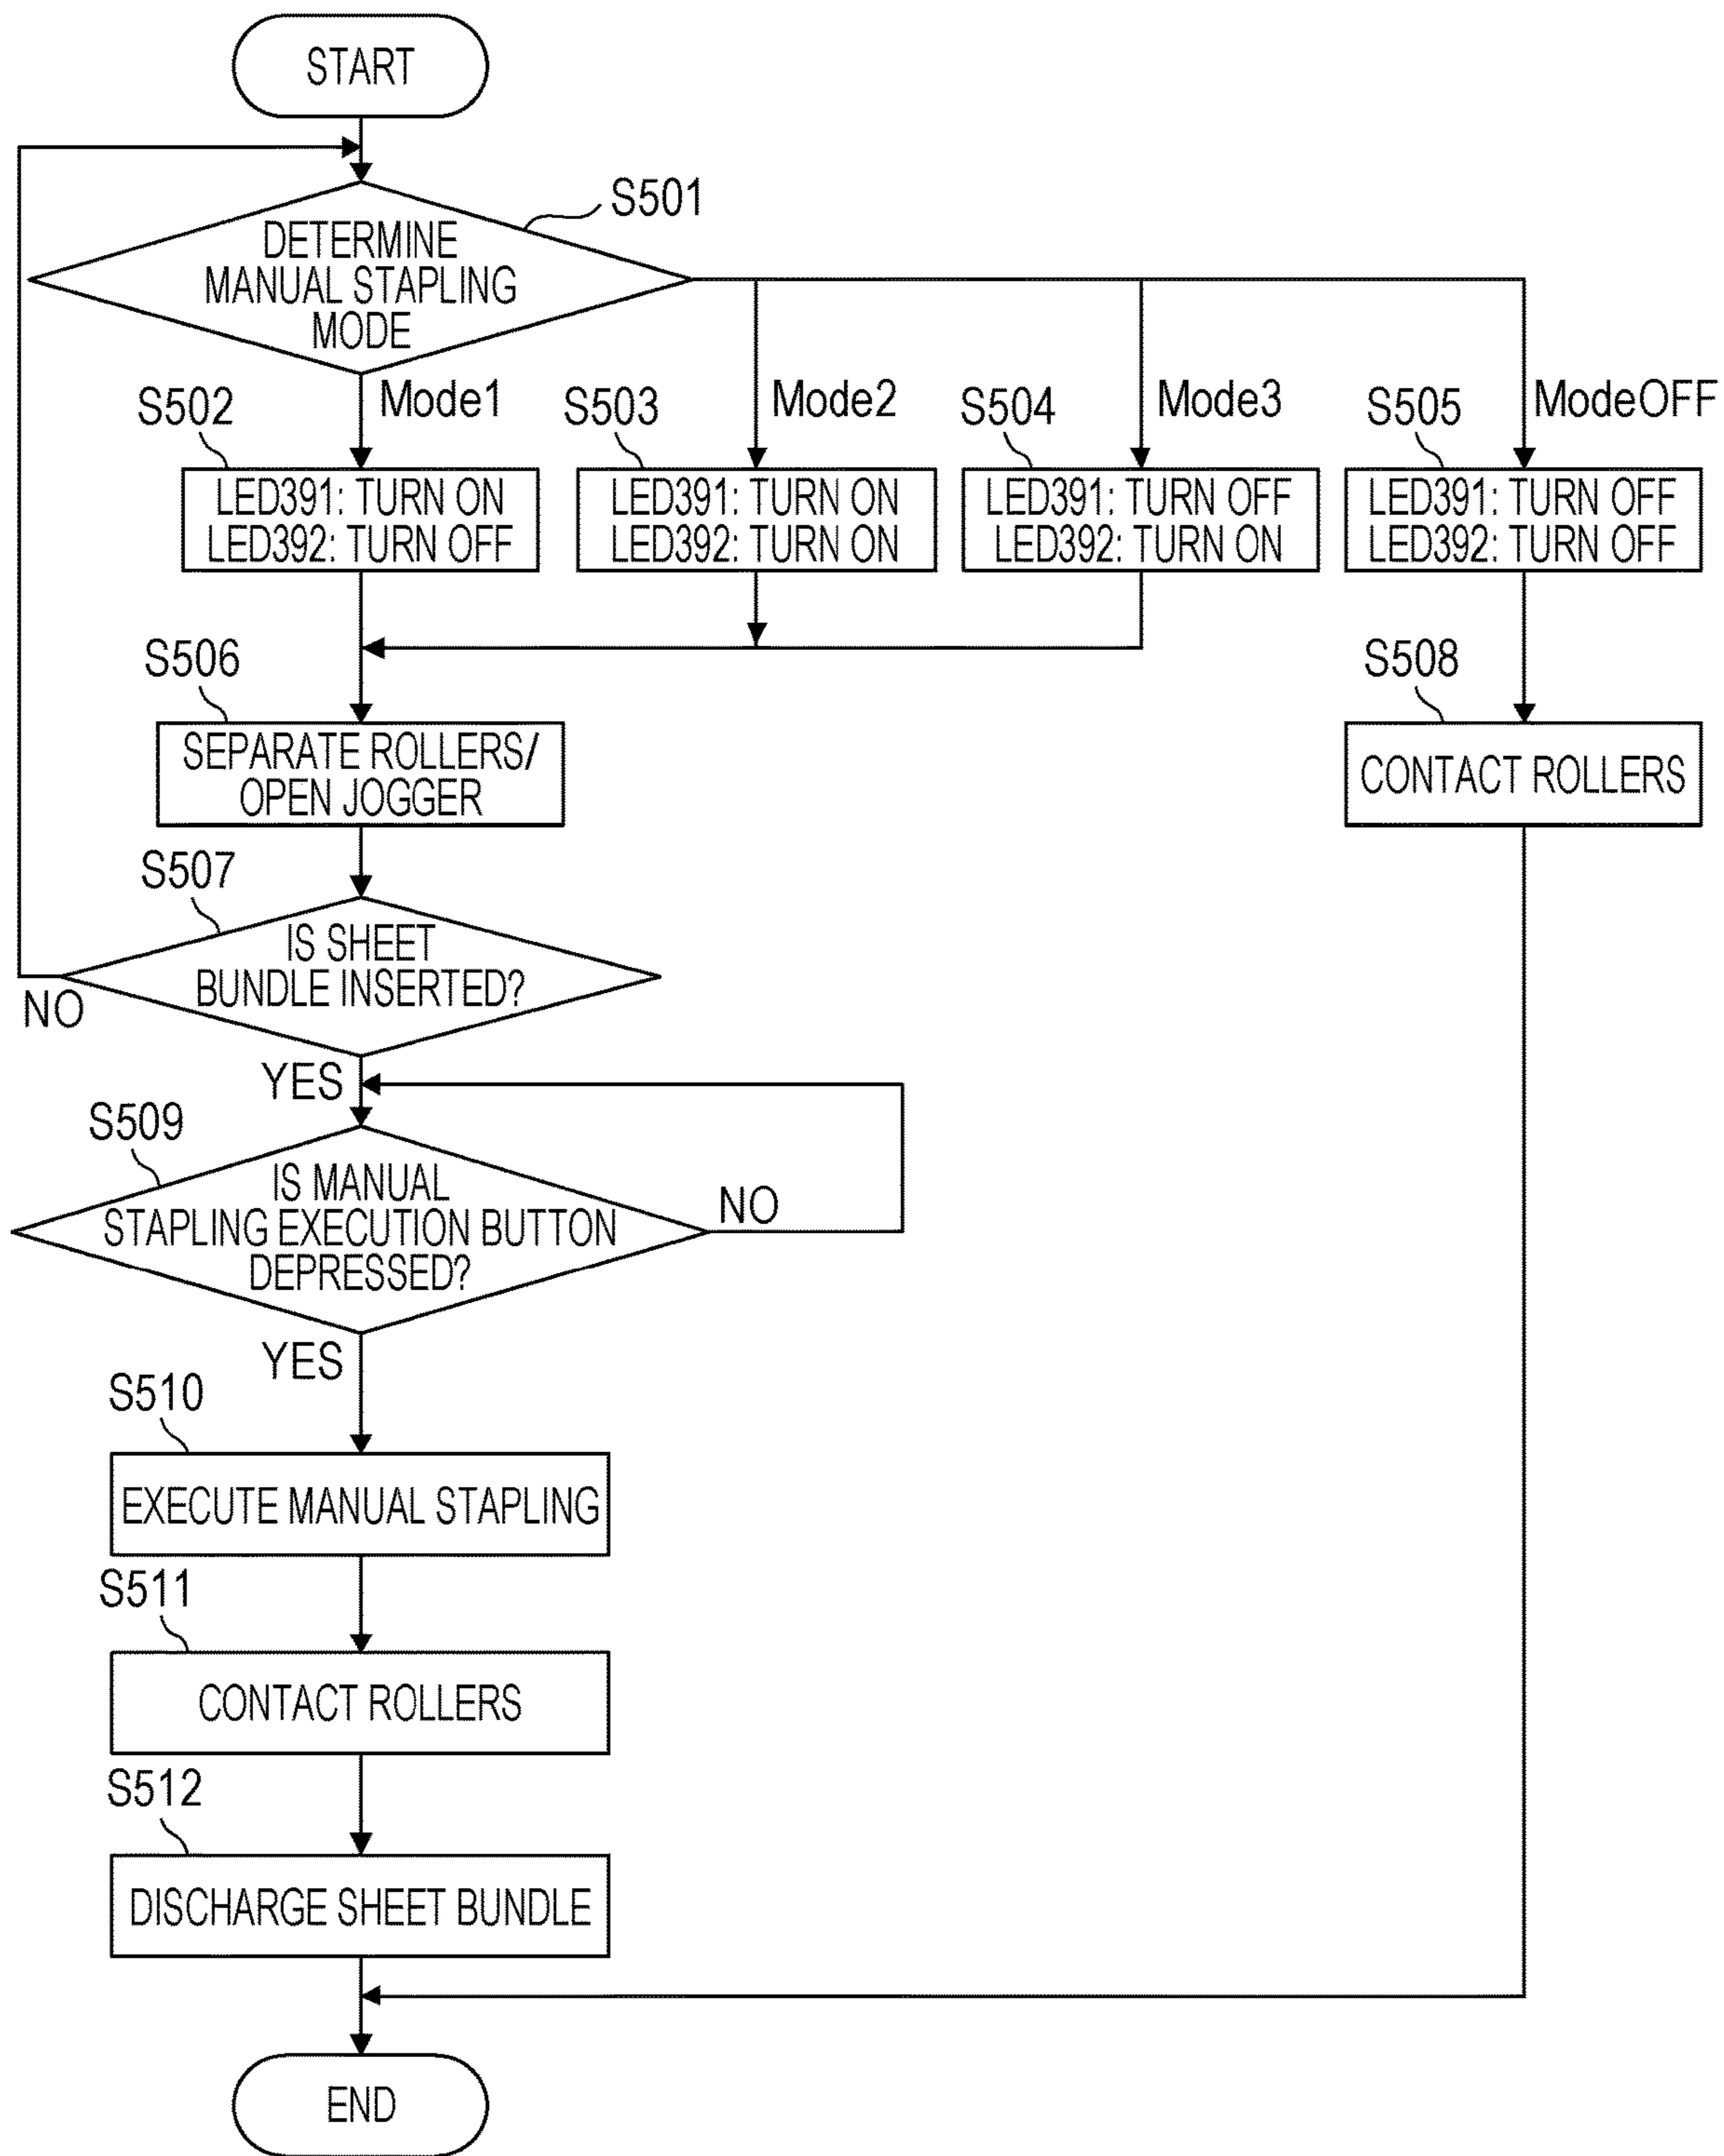 START
S501
DETERMINE
MANUAL STAPLING
MODE
S502
Mode1
S503
Mode2
S504
Mode3
S505
ModeOFF
LED391: TURN ON
LED392: TURN OFF
LED391: TURN ON
LED392: TURN ON
LED391: TURN OFF
LED392: TURN ON
LED391: TURN OFF
LED392: TURN OFF
S506
SEPARATE ROLLERS/
OPEN JOGGER
S508
CONTACT ROLLERS
S507
IS SHEET
BUNDLE INSERTED?
NO
YES
S509
IS MANUAL
STAPLING EXECUTION BUTTON
DEPRESSED?
NO
YES
S510
EXECUTE MANUAL STAPLING
S511
CONTACT ROLLERS
S512
DISCHARGE SHEET BUNDLE
END